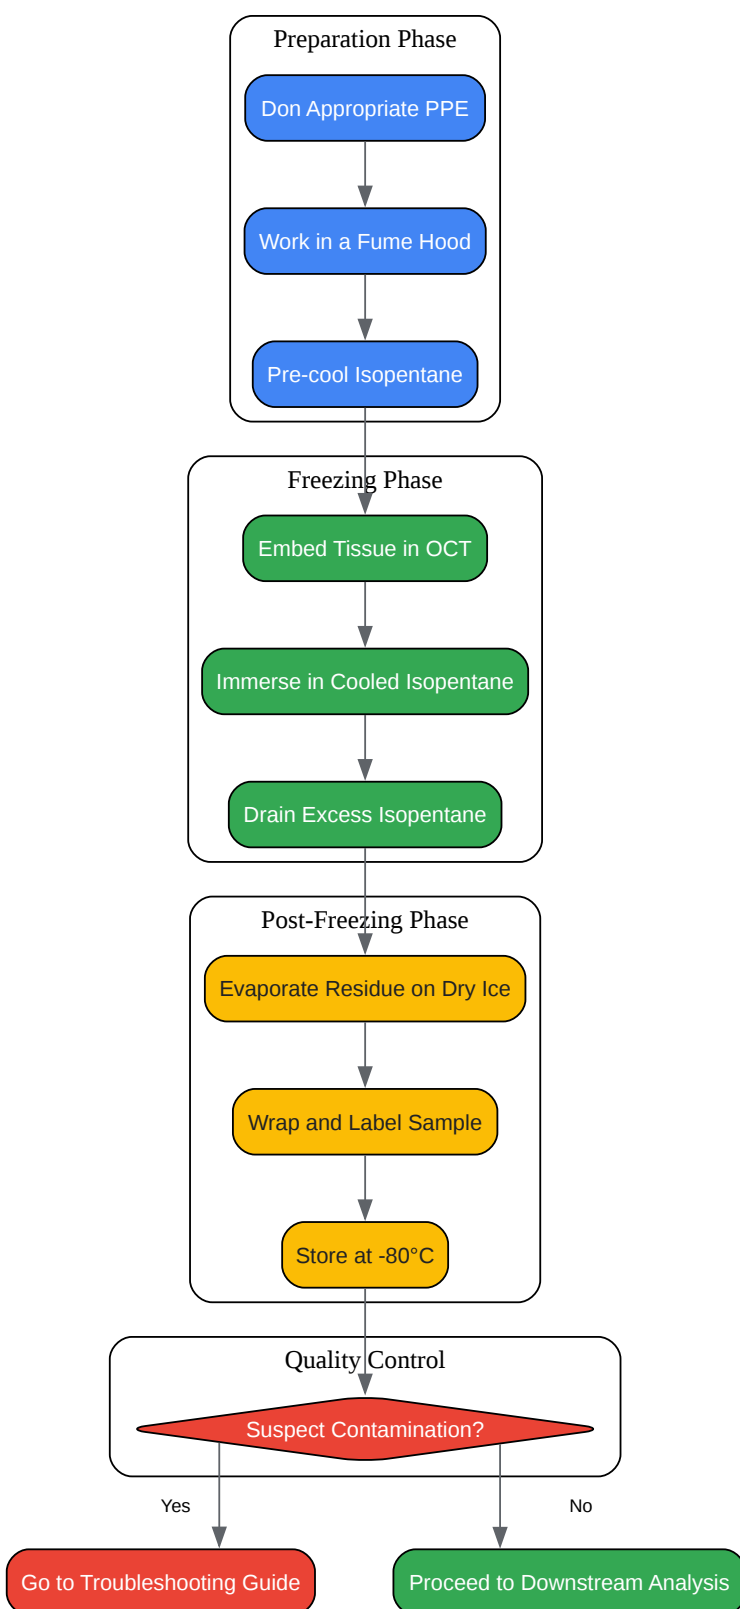 Preparation Phase
Don Appropriate PPE
Work in a Fume Hood
Pre-cool Isopentane
Freezing Phase
Embed Tissue in OCT
Immerse in Cooled Isopentane
Drain Excess Isopentane
Post-Freezing Phase
Evaporate Residue on Dry Ice
Wrap and Label Sample
Store at -80°C
Quality Control
Suspect Contamination?
Yes
No
Go to Troubleshooting Guide
Proceed to Downstream Analysis